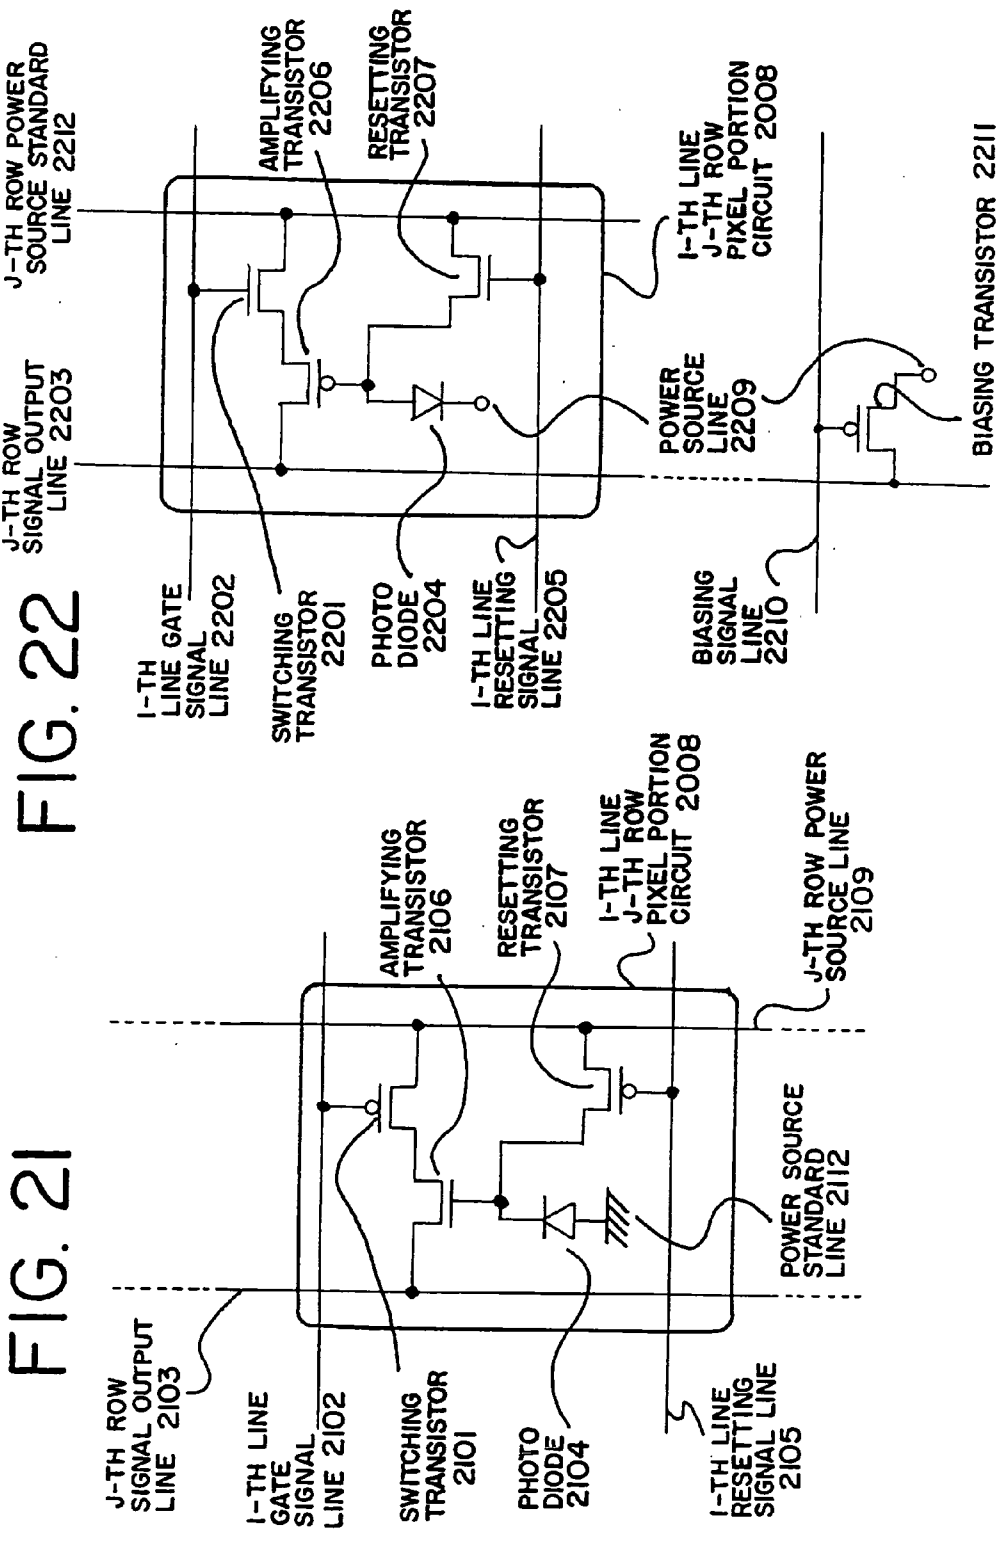 FIG. 21
J-TH ROW
SIGNAL OUTPUT
LINE 2103
I-TH LINE
GATE
SIGNAL
LINE 2102
SWITCHING
TRANSISTOR
2101
PHOTO
DIODE
2104
I-TH LINE
RESETTING
SIGNAL LINE
2105
AMPLIFYING
TRANSISTOR
2106
RESETTING
TRANSISTOR
2107
I-TH LINE
J-TH ROW
PIXEL PORTION
CIRCUIT 2008
J-TH ROW POWER
SOURCE LINE
2109
POWER SOURCE
STANDARD
LINE 2112
FIG. 22
J-TH ROW
SIGNAL OUTPUT
LINE 2203
J-TH ROW POWER
SOURCE STANDARD
LINE 2212
I-TH
LINE GATE
SIGNAL
LINE 2202
SWITCHING
TRANSISTOR
2201
PHOTO
DIODE
2204
I-TH LINE
RESETTING
SIGNAL
LINE 2205
AMPLIFYING
TRANSISTOR
2206
RESETTING
TRANSISTOR
2207
I-TH LINE
J-TH ROW
PIXEL PORTION
CIRCUIT 2008
POWER
SOURCE
LINE
2209
BIASING
SIGNAL
LINE
2210
BIASING TRANSISTOR 2211